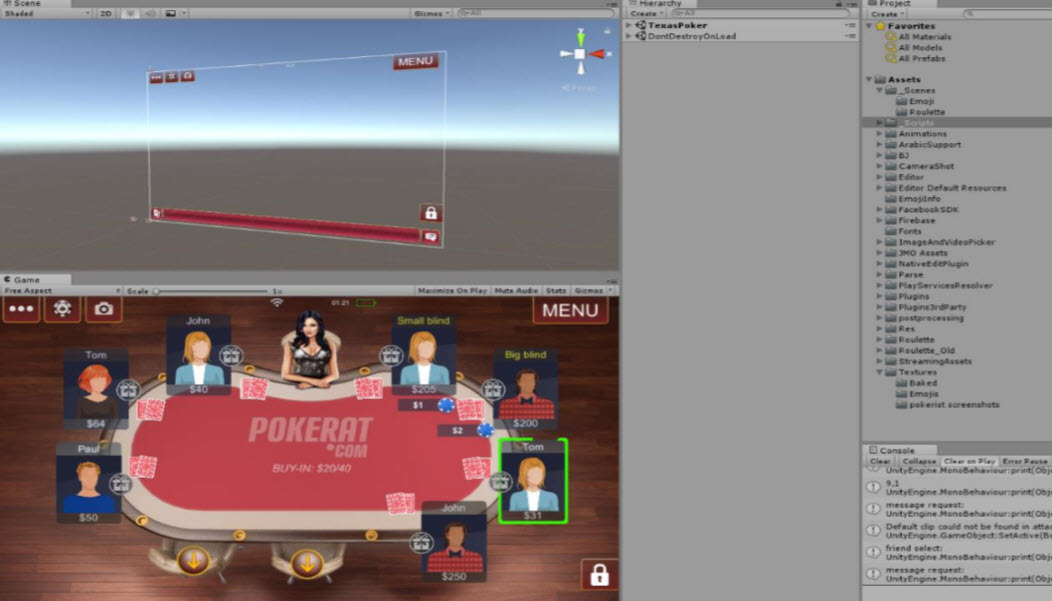 Scene
Shaded
2D
Gizmos
All
MENU
Persp
Game
Free Aspect
Scale
1x
Maximize On Play
Mute Audio
Stats
Gizmos
01:21
MENU
John
$40
Small blind
$205
$1
Big blind
$200
$2
Tom
$64
Paul
$50
POKERAT
.COM
BUY-IN: $20/40
Tom
$31
John
$250
Hierarchy
Create
All
TexasPoker
DontDestroyOnLoad
Project
Create
Favorites
All Materials
All Models
All Prefabs
Assets
_Scenes
Emoji
Roulette
_Scripts
Animations
ArabicSupport
BJ
CameraShot
Editor
Editor Default Resources
EmojiInfo
FacebookSDK
Firebase
Fonts
ImageAndVideoPicker
JMO Assets
NativeEditPlugin
Parse
PlayServicesResolver
Plugins
Plugins3rdParty
postprocessing
Res
Roulette
Roulette_Old
StreamingAssets
Textures
Baked
Emojis
pokerist screenshots
Console
Clear
Collapse
Clear on Play
Error Pause
UnityEngine.MonoBehaviour:print(Obj
9,1
UnityEngine.MonoBehaviour:print(Obj
message request:
UnityEngine.MonoBehaviour:print(Obj
Default clip could not be found in attac
UnityEngine.GameObject:SetActive(B
friend select:
UnityEngine.MonoBehaviour:print(Obj
message request:
UnityEngine.MonoBehaviour:print(Obj